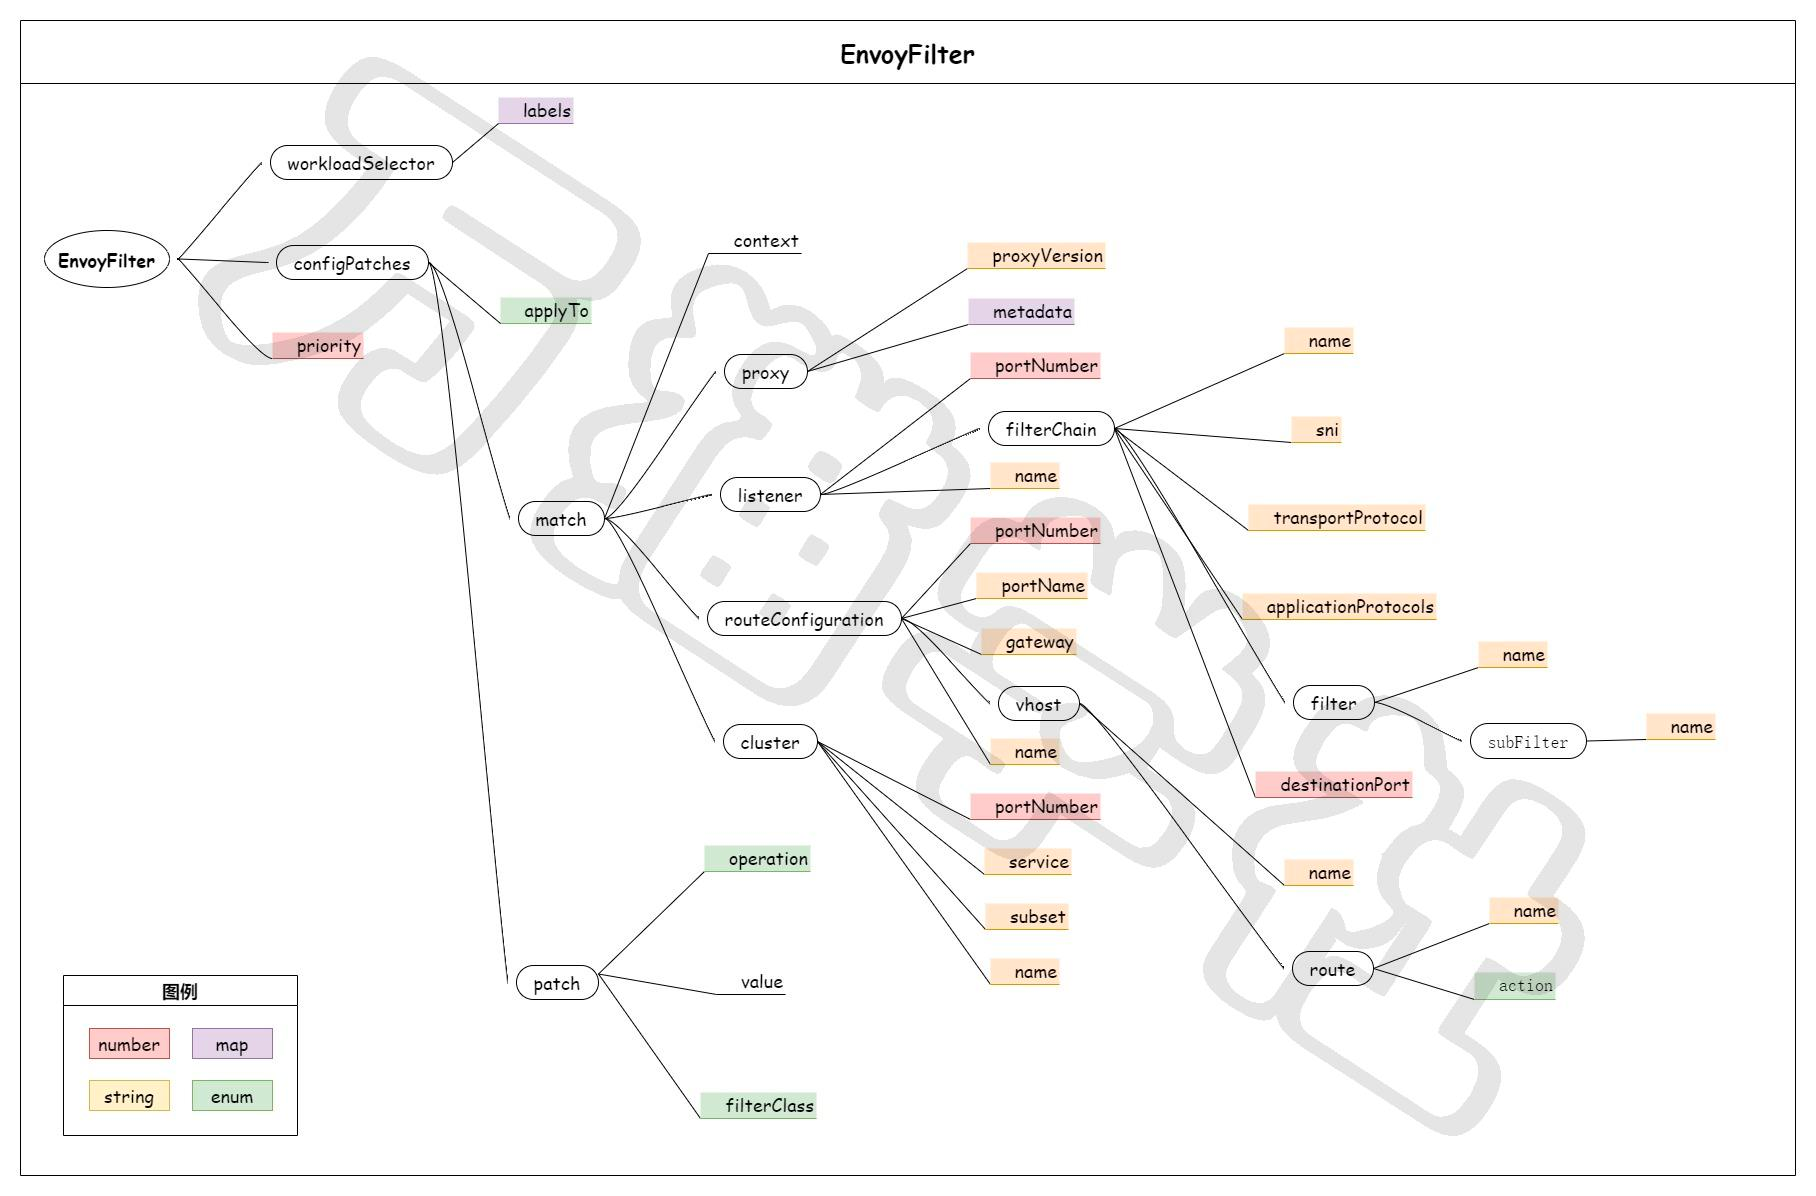 EnvoyFilter
labels
workloadSelector
EnvoyFilter
configPatches
priority
applyTo
context
proxyVersion
metadata
proxy
portNumber
filterChain
name
listener
match
name
sni
transportProtocol
applicationProtocols
destinationPort
filter
name
subFilter
name
portNumber
portName
gateway
routeConfiguration
vhost
name
cluster
portNumber
service
subset
name
name
route
name
action
operation
value
patch
filterClass
图例
number
map
string
enum